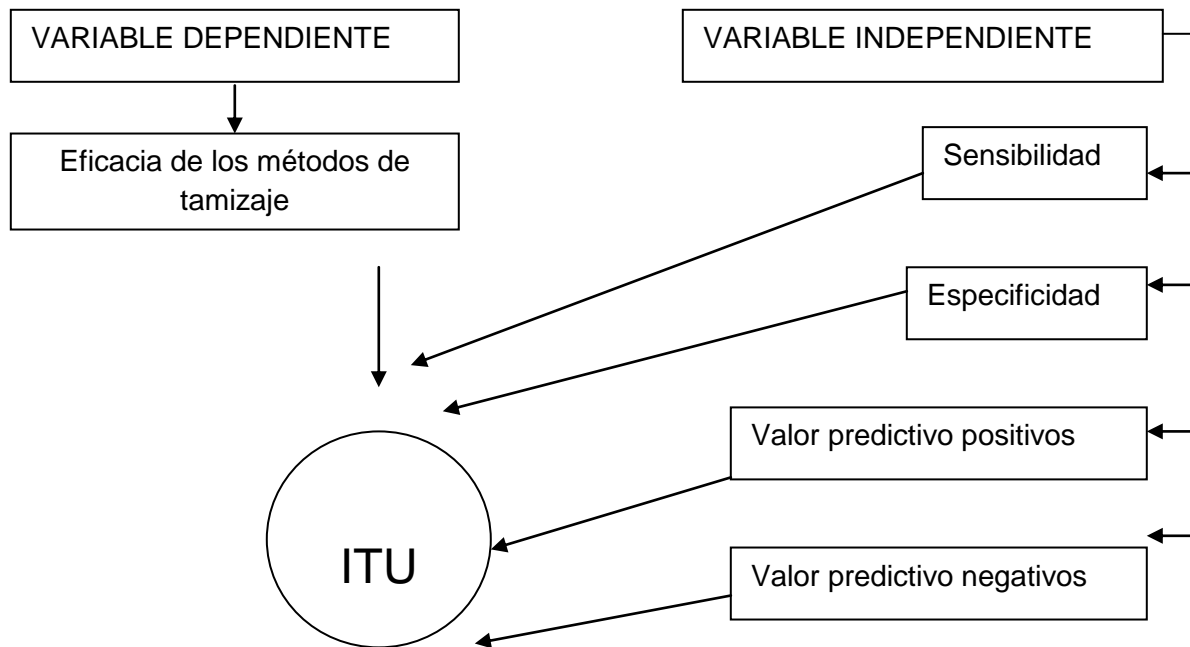 VARIABLE DEPENDIENTE
VARIABLE INDEPENDIENTE
Eficacia de los métodos de
tamizaje
Sensibilidad
Especificidad
Valor predictivo positivos
ITU
Valor predictivo negativos